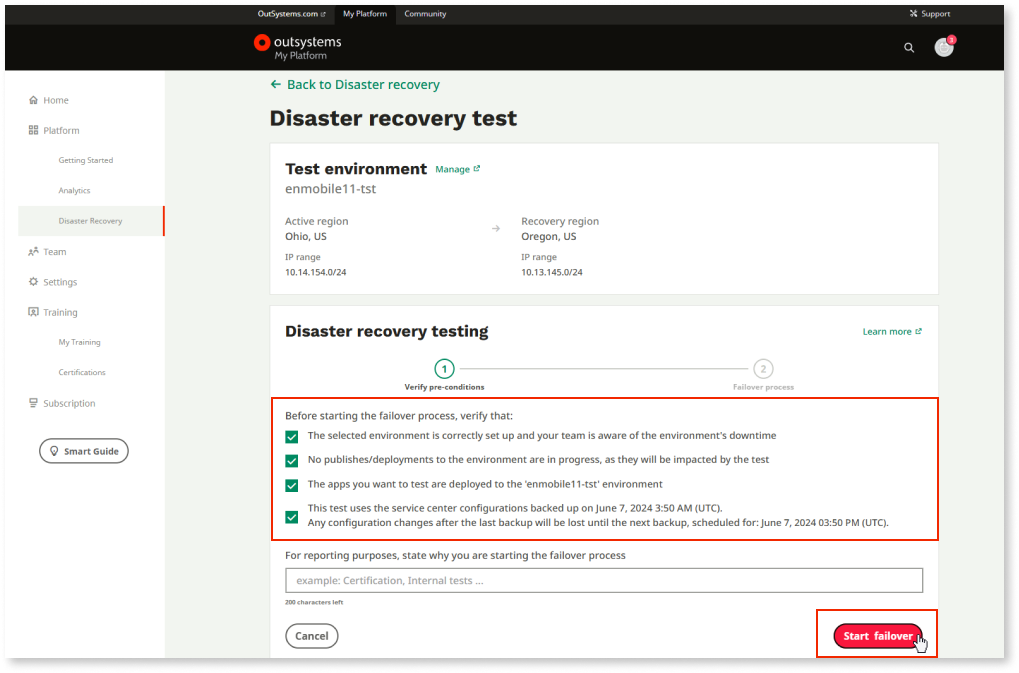 OutSystems.com
My Platform
Community
Support
outsystems
My Platform
3
Home
Platform
Getting Started
Analytics
Disaster Recovery
Team
Settings
Training
My Training
Certifications
Subscription
Smart Guide
← Back to Disaster recovery
Disaster recovery test
Test environment Manage
enmobile11-tst
Active region
Ohio, US
IP range
10.14.154.0/24
→
Recovery region
Oregon, US
IP range
10.13.145.0/24
Disaster recovery testing
Learn more
1
Verify pre-conditions
2
Failover process
Before starting the failover process, verify that:
The selected environment is correctly set up and your team is aware of the environment's downtime
No publishes/deployments to the environment are in progress, as they will be impacted by the test
The apps you want to test are deployed to the 'enmobile11-tst' environment
This test uses the service center configurations backed up on June 7, 2024 3:50 AM (UTC).
Any configuration changes after the last backup will be lost until the next backup, scheduled for: June 7, 2024 03:50 PM (UTC).
For reporting purposes, state why you are starting the failover process
example: Certification, Internal tests ...
200 characters left
Cancel
Start failover